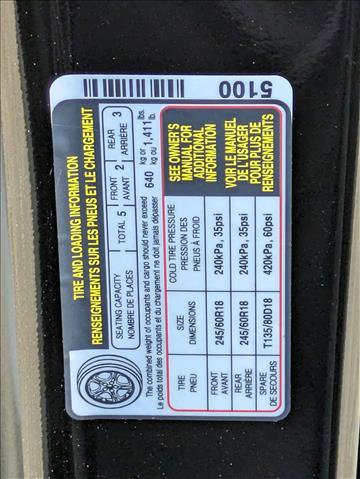 5100
TIRE AND LOADING INFORMATION
RENSEIGNEMENTS SUR LES PNEUS ET LE CHARGEMENT
SEATING CAPACITY
NOMBRE DE PLACES
TOTAL 5
FRONT
AVANT
2
REAR
ARRIÈRE
3
The combined weight of occupants and cargo should never exceed
Le poids total des occupants et du chargement ne doit jamais dépasser
640 kg or 1,411 lbs.
kg ou lb.
TIRE
PNEU
SIZE
DIMENSIONS
COLD TIRE PRESSURE
PRESSION DES
PNEUS À FROID
FRONT
AVANT
245/60R18
240kPa, 35psi
REAR
ARRIÈRE
245/60R18
240kPa, 35psi
SPARE
DE SECOURS
T135/80D18
420kPa, 60psi
SEE OWNER'S
MANUAL FOR
ADDITIONAL
INFORMATION
VOIR LE MANUEL
DE L'USAGER
POUR PLUS DE
RENSEIGNEMENTS